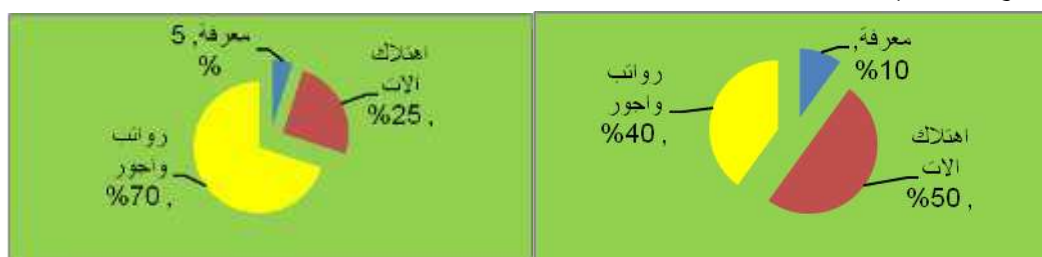 معرفة, 5
%
اهتلاك
الات
, 25%
رواتب
واجور
, 70%
معرفة,
10%
رواتب
واجور
, 40%
اهتلاك
الات
, 50%